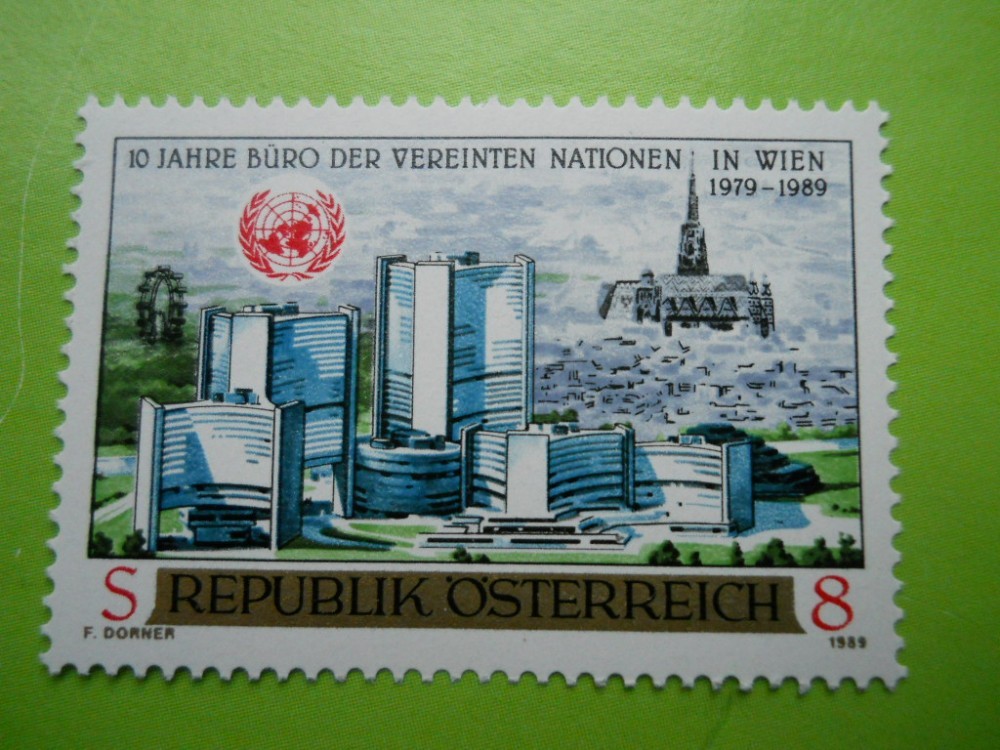 10 JAHRE BÜRO DER VEREINTEN NATIONEN IN WIEN
1979 – 1989
S REPUBLIK ÖSTERREICH 8
F. DORNER 1989